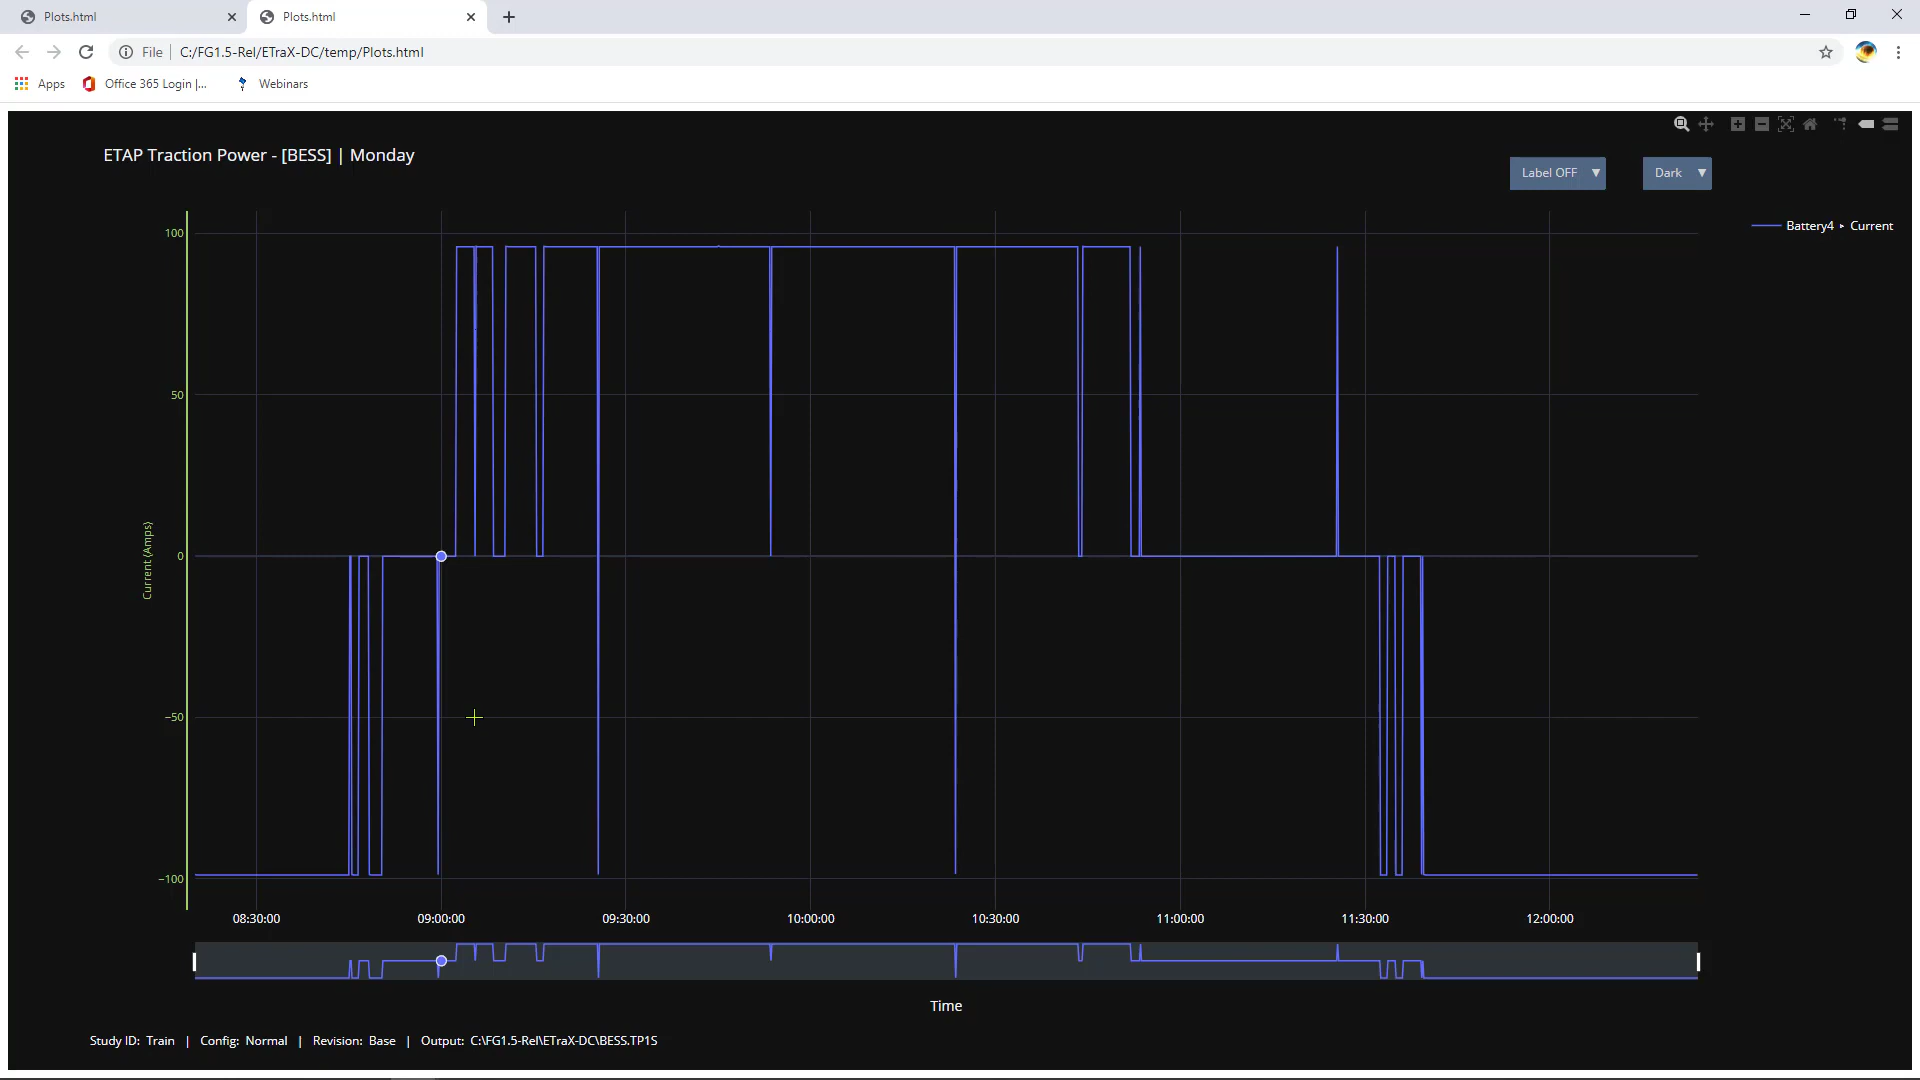 Plots.html
Plots.html
File C:/FG1.5-Rel/ETraX-DC/temp/Plots.html
Apps Office 365 Login |... Webinars
ETAP Traction Power - [BESS] | Monday
Label OFF ▼ Dark ▼
Battery4 ▸ Current
100
50
0
−50
−100
Current (Amps)
08:30:00 09:00:00 09:30:00 10:00:00 10:30:00 11:00:00 11:30:00 12:00:00
Time
Study ID: Train | Config: Normal | Revision: Base | Output: C:\FG1.5-Rel\ETraX-DC\BESS.TP1S